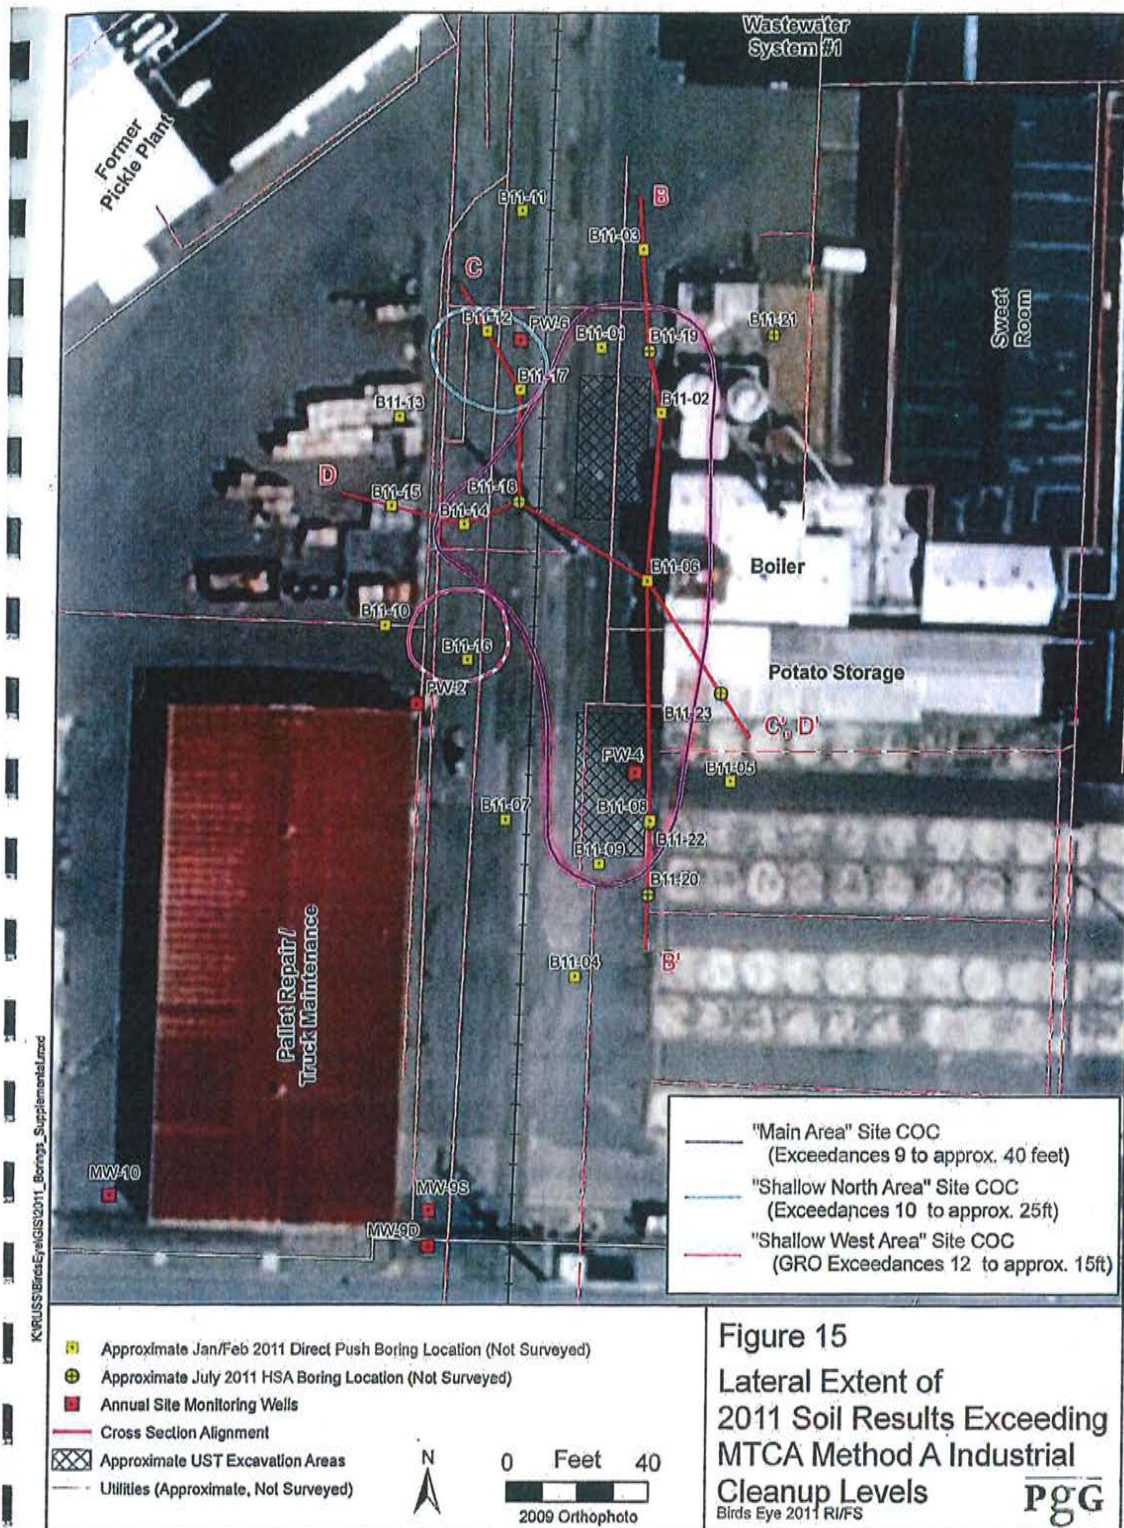 Wastewater
System #1
Former
Pickle Plant
B11-11
B
B11-03
C
B11-12
PW-6
B11-01
B11-19
B11-21
Sweet
Room
B11-17
B11-02
B11-13
D
B11-15
B11-18
B11-14
B11-06
Boiler
B11-10
B11-16
Potato Storage
PW-2
B11-23
C', D'
PW-4
B11-05
B11-07
B11-08
B11-22
B11-09
B11-20
B'
B11-04
Pallet Repair /
Truck Maintenance
MW-10
MW-9S
MW-9D
K:\RUSS\BirdsEye\GIS\2011_Borings_Supplemental.mxd
"Main Area" Site COC
(Exceedances 9 to approx. 40 feet)
"Shallow North Area" Site COC
(Exceedances 10 to approx. 25ft)
"Shallow West Area" Site COC
(GRO Exceedances 12 to approx. 15ft)
Approximate Jan/Feb 2011 Direct Push Boring Location (Not Surveyed)
Approximate July 2011 HSA Boring Location (Not Surveyed)
Annual Site Monitoring Wells
Cross Section Alignment
Approximate UST Excavation Areas
Utilities (Approximate, Not Surveyed)
N
0 Feet 40
2009 Orthophoto
Figure 15
Lateral Extent of
2011 Soil Results Exceeding
MTCA Method A Industrial
Cleanup Levels
Birds Eye 2011 RI/FS
PgG